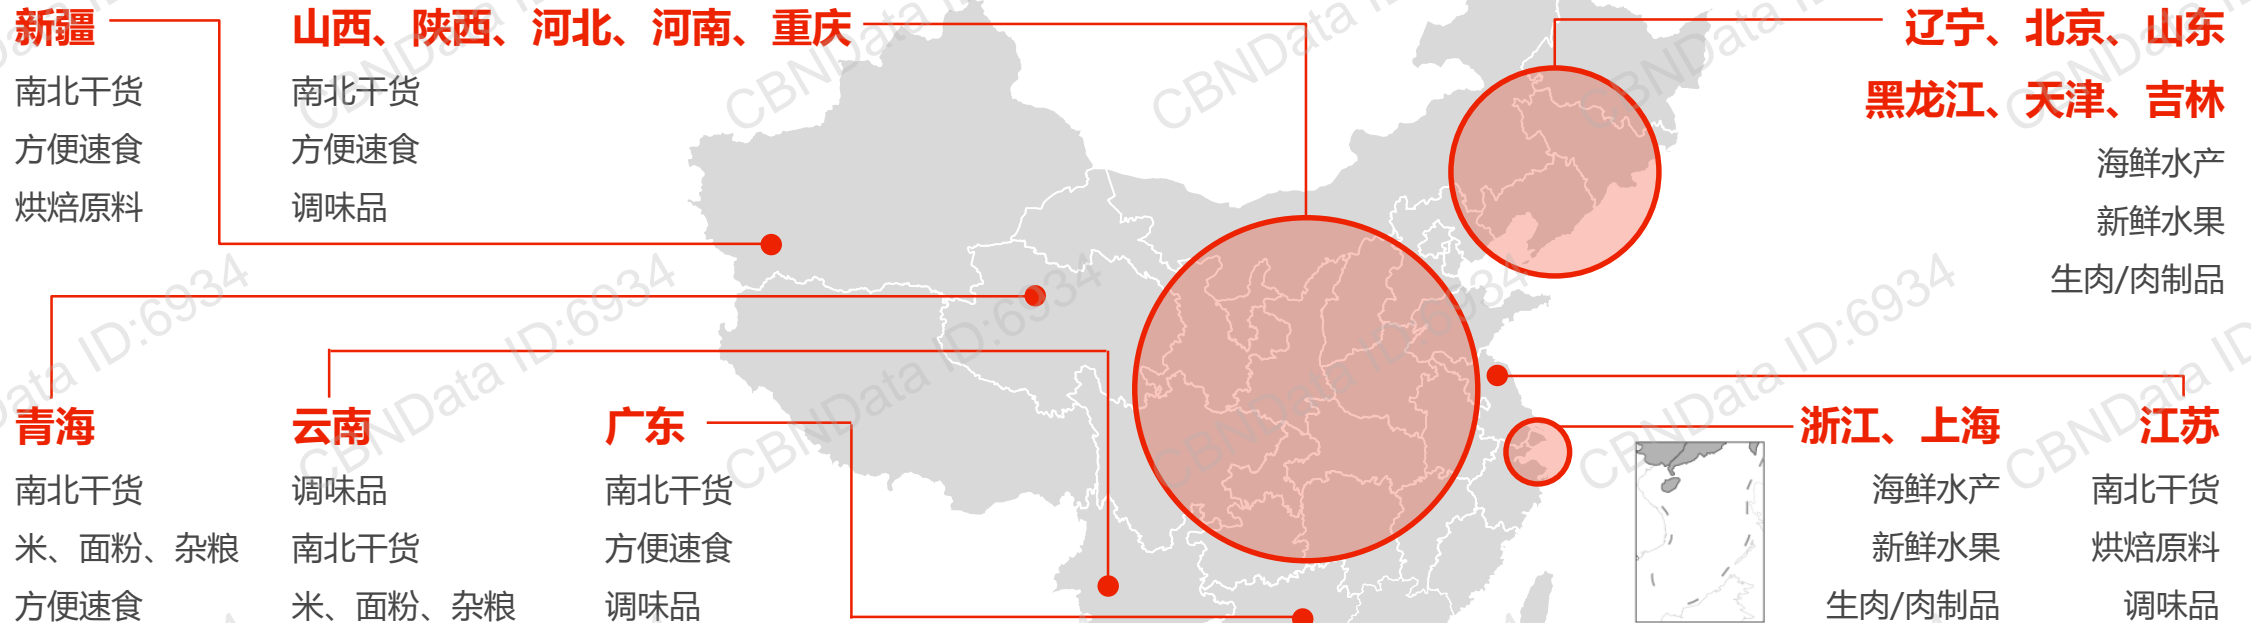 新疆
南北干货
方便速食
烘焙原料
山西、陕西、河北、河南、重庆
南北干货
方便速食
调味品
辽宁、北京、山东
黑龙江、天津、吉林
海鲜水产
新鲜水果
生肉/肉制品
青海
南北干货
米、面粉、杂粮
方便速食
云南
调味品
南北干货
米、面粉、杂粮
广东
南北干货
方便速食
调味品
浙江、上海
海鲜水产
新鲜水果
生肉/肉制品
江苏
南北干货
烘焙原料
调味品
CBNData ID:6934